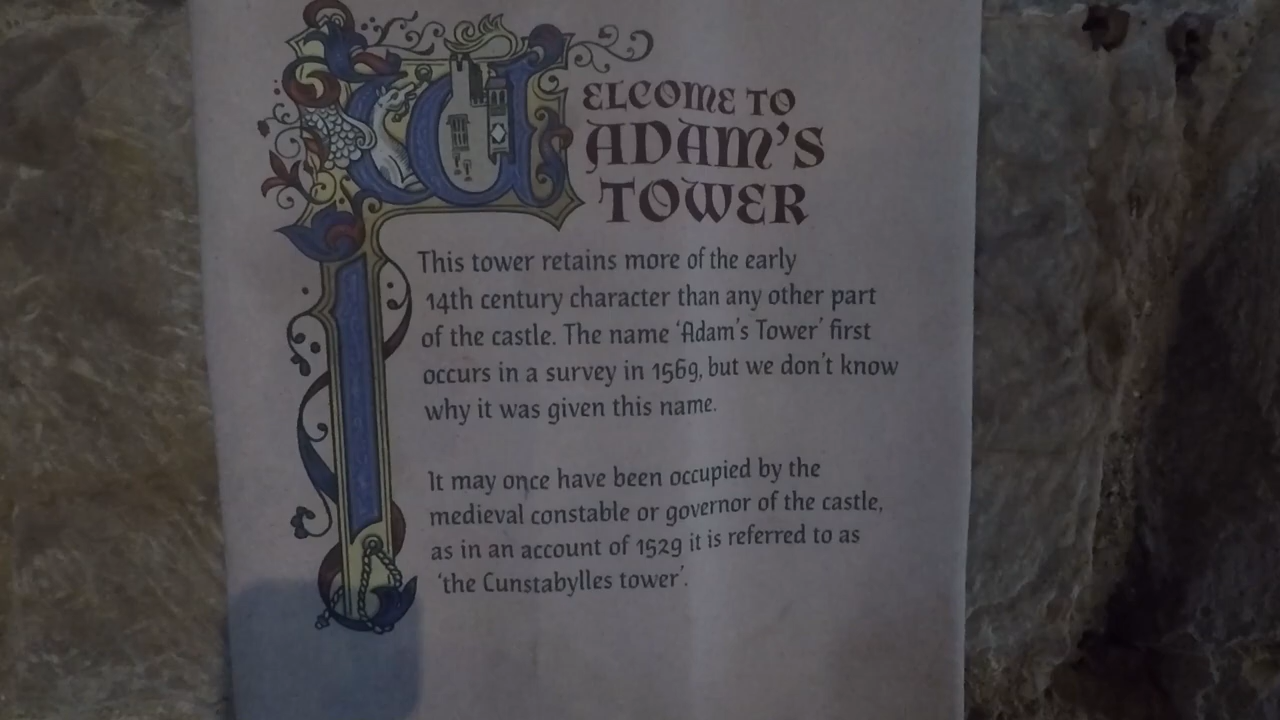 WELCOME TO
ADAM'S
TOWER
This tower retains more of the early
14th century character than any other part
of the castle. The name 'Adam's Tower' first
occurs in a survey in 1569, but we don't know
why it was given this name.
It may once have been occupied by the
medieval constable or governor of the castle,
as in an account of 1529 it is referred to as
'the Cunstabylles tower'.